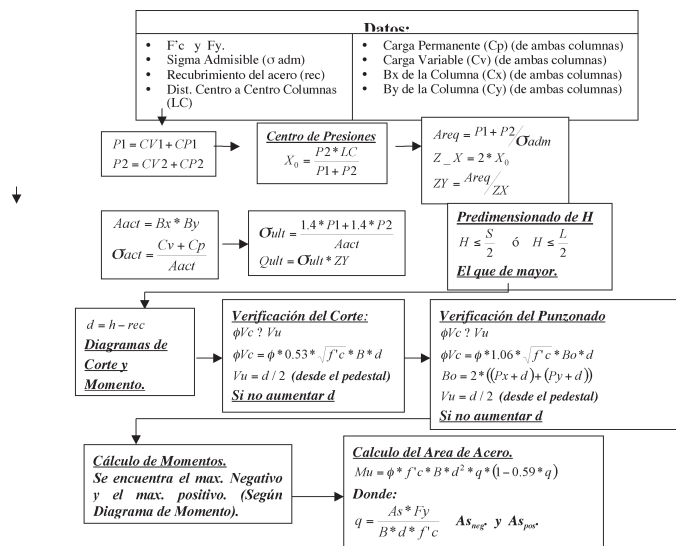 Datos:
• F'c y Fy.
• Sigma Admisible (σ adm)
• Recubrimiento del acero (rec)
• Dist. Centro a Centro Columnas (LC)
• Carga Permanente (Cp) (de ambas columnas)
• Carga Variable (Cv) (de ambas columnas)
• Bx de la Columna (Cx) (de ambas columnas)
• By de la Columna (Cy) (de ambas columnas)
P1 = CV1 + CP1
P2 = CV2 + CP2
Centro de Presiones
X₀ = P2 * LC / P1 + P2
Areq = P1 + P2 / σadm
Z _ X = 2 * X₀
ZY = Areq / ZX
Aact = Bx * By
σact = Cv + Cp / Aact
σult = 1.4 * P1 + 1.4 * P2 / Aact
Qult = σult * ZY
Predimensionado de H
H ≤ S / 2 ó H ≤ L / 2
El que de mayor.
d = h − rec
Diagramas de
Corte y
Momento.
Verificación del Corte:
ϕVc ? Vu
ϕVc = ϕ * 0.53 * √f'c * B * d
Vu = d / 2 (desde el pedestal)
Si no aumentar d
Verificación del Punzonado
ϕVc ? Vu
ϕVc = ϕ * 1.06 * √f'c * Bo * d
Bo = 2 * ((Px + d) + (Py + d))
Vu = d / 2 (desde el pedestal)
Si no aumentar d
Cálculo de Momentos.
Se encuentra el max. Negativo
y el max. positivo. (Según
Diagrama de Momento).
Calculo del Area de Acero.
Mu = ϕ * f'c * B * d² * q * (1 − 0.59 * q)
Donde:
q = As * Fy / B * d * f'c As neg. y As pos.